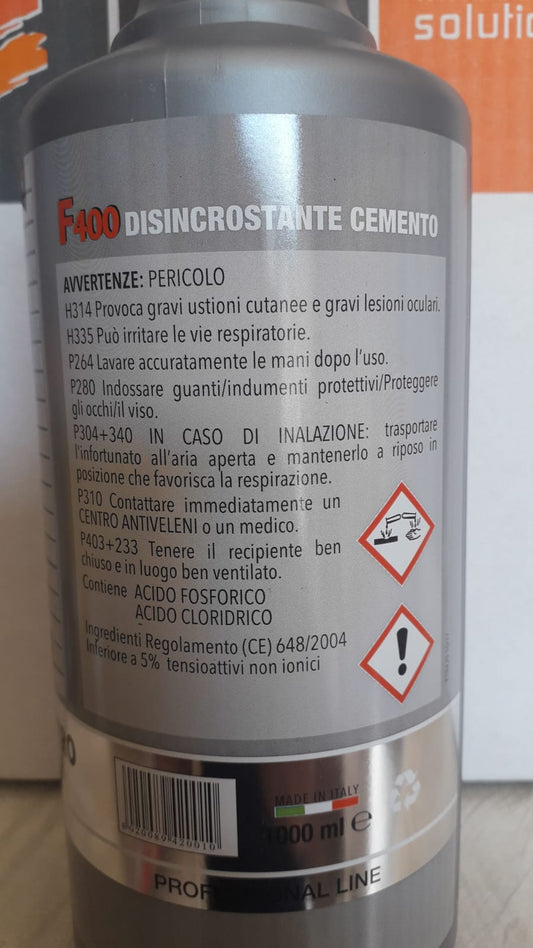 solutio
F400 DISINCROSTANTE CEMENTO
AVVERTENZE: PERICOLO
H314 Provoca gravi ustioni cutanee e gravi lesioni oculari.
H335 Può irritare le vie respiratorie.
P264 Lavare accuratamente le mani dopo l'uso.
P280 Indossare guanti/indumenti protettivi/Proteggere
gli occhi/il viso.
P304+340 IN CASO DI INALAZIONE: trasportare
l'infortunato all'aria aperta e mantenerlo a riposo in
posizione che favorisca la respirazione.
P310 Contattare immediatamente un
CENTRO ANTIVELENI o un medico.
P403+233 Tenere il recipiente ben
chiuso e in luogo ben ventilato.
Contiene ACIDO FOSFORICO
ACIDO CLORIDRICO
Ingredienti Regolamento (CE) 648/2004
Inferiore a 5% tensioattivi non ionici
MADE IN ITALY
1000 ml e
8020089420010
PROFESSIONAL LINE